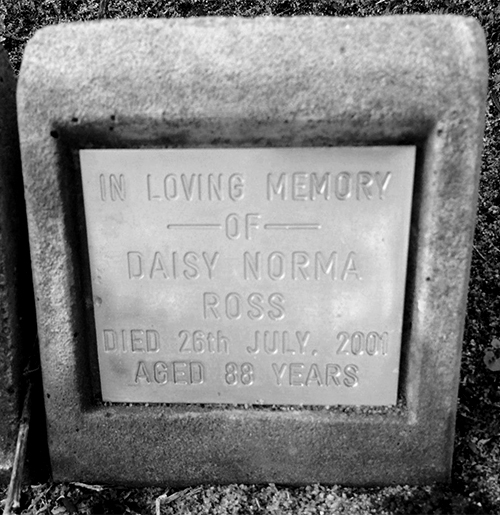 IN LOVING MEMORY
— OF —
DAISY NORMA
ROSS
DIED 26th JULY, 2001
AGED 88 YEARS